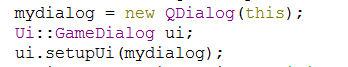 mydialog = new QDialog(this);
Ui::GameDialog ui;
ui.setupUi(mydialog);